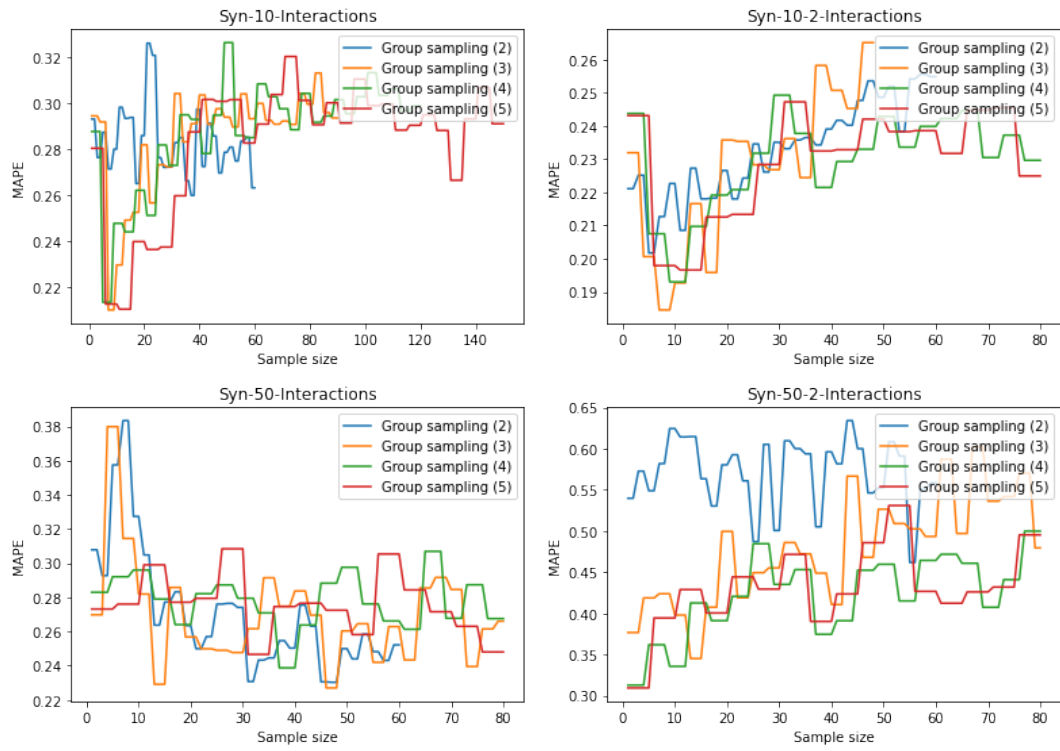 Syn-10-Interactions
0.32
0.30
0.28
0.26
0.24
0.22
MAPE
Group sampling (2)
Group sampling (3)
Group sampling (4)
Group sampling (5)
0 20 40 60 80 100 120 140
Sample size
Syn-10-2-Interactions
0.26
0.25
0.24
0.23
0.22
0.21
0.20
0.19
MAPE
Group sampling (2)
Group sampling (3)
Group sampling (4)
Group sampling (5)
0 10 20 30 40 50 60 70 80
Sample size
Syn-50-Interactions
0.38
0.36
0.34
0.32
0.30
0.28
0.26
0.24
0.22
MAPE
Group sampling (2)
Group sampling (3)
Group sampling (4)
Group sampling (5)
0 10 20 30 40 50 60 70 80
Sample size
Syn-50-2-Interactions
0.65
0.60
0.55
0.50
0.45
0.40
0.35
0.30
MAPE
Group sampling (2)
Group sampling (3)
Group sampling (4)
Group sampling (5)
0 10 20 30 40 50 60 70 80
Sample size